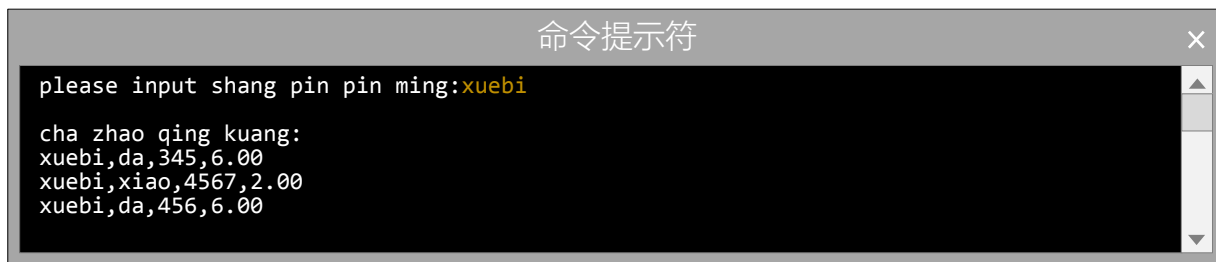 命令提示符
please input shang pin pin ming:xuebi
cha zhao qing kuang:
xuebi,da,345,6.00
xuebi,xiao,4567,2.00
xuebi,da,456,6.00